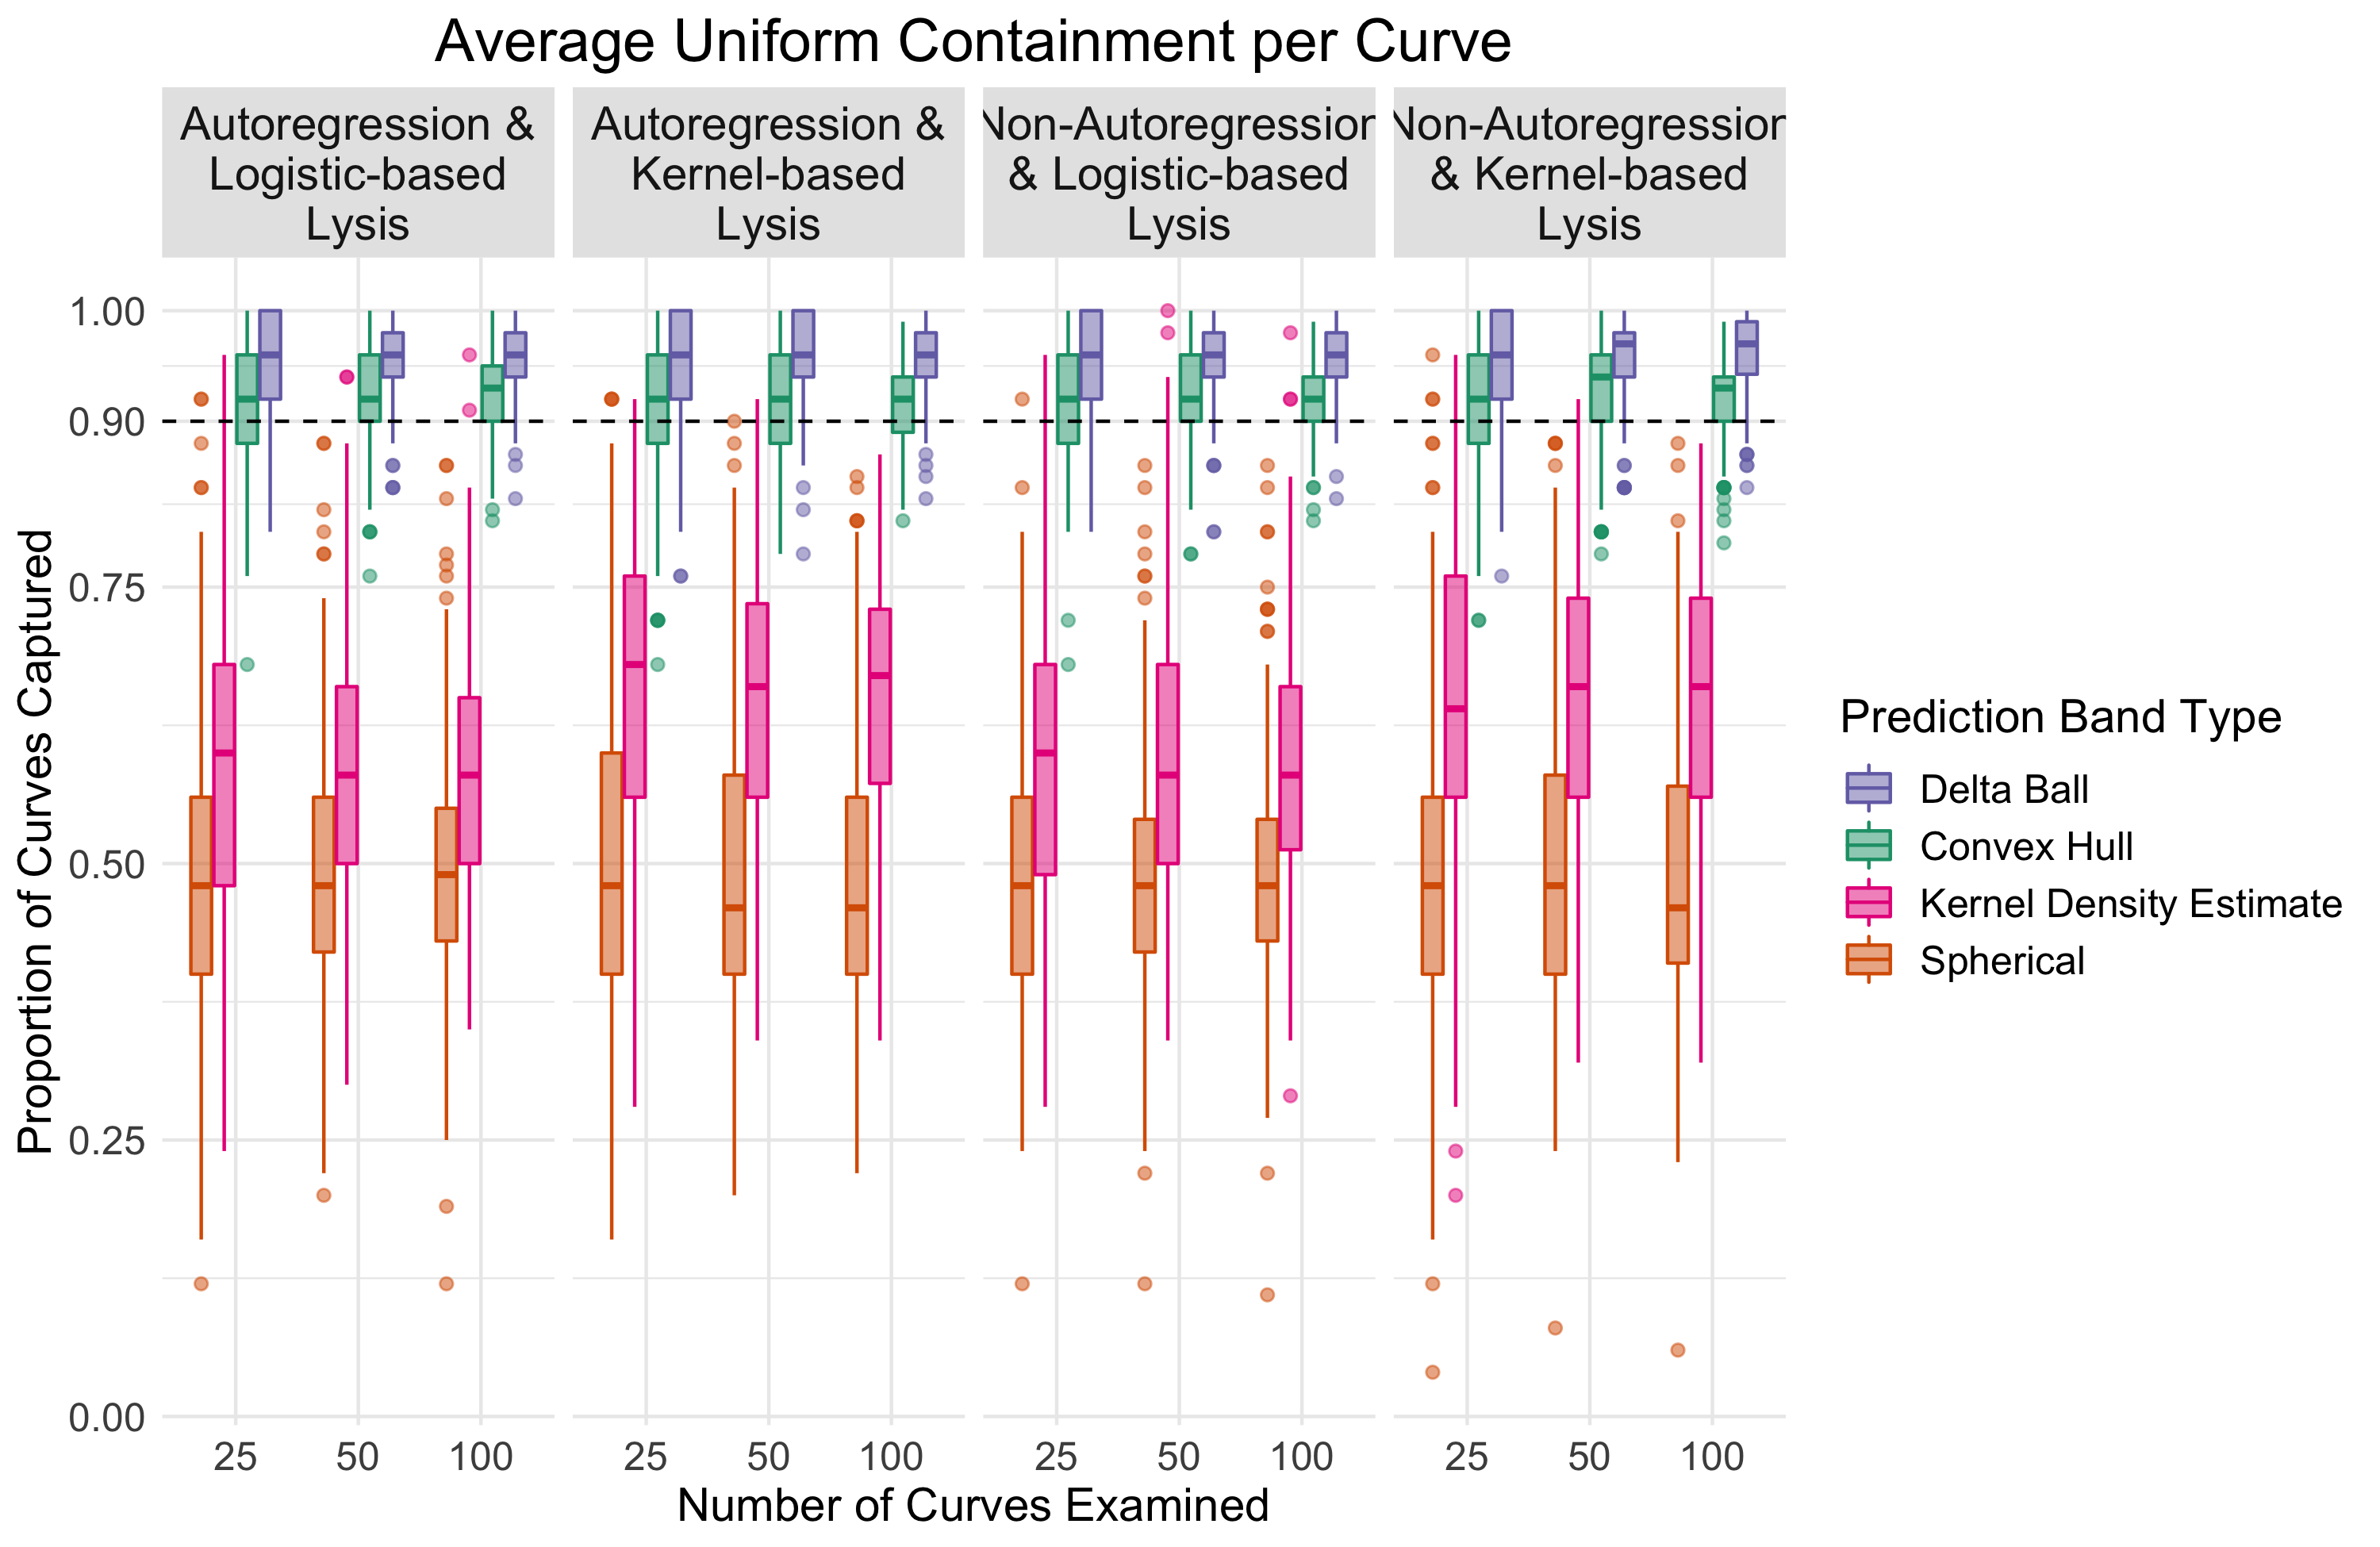 Average Uniform Containment per Curve
Autoregression &
Logistic-based
Lysis
Autoregression &
Kernel-based
Lysis
Non-Autoregression
& Logistic-based
Lysis
Non-Autoregression
& Kernel-based
Lysis
Proportion of Curves Captured
1.00
0.90
0.75
0.50
0.25
0.00
25 50 100
25 50 100
25 50 100
25 50 100
Number of Curves Examined
Prediction Band Type
Delta Ball
Convex Hull
Kernel Density Estimate
Spherical